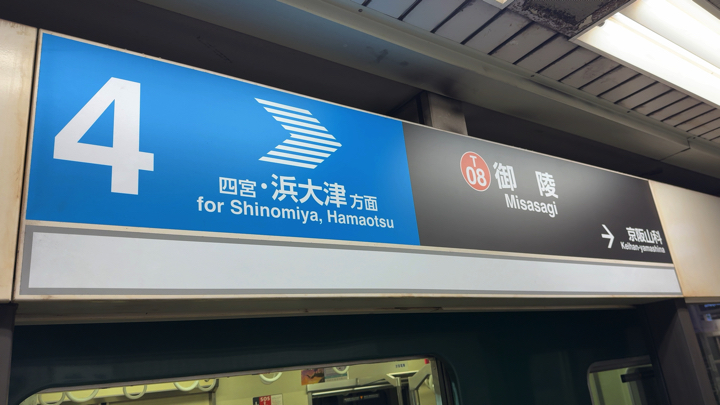 4
四宮・浜大津方面
for Shinomiya, Hamaotsu
T
08
御陵
Misasagi
京阪山科
Keihan-yamashina